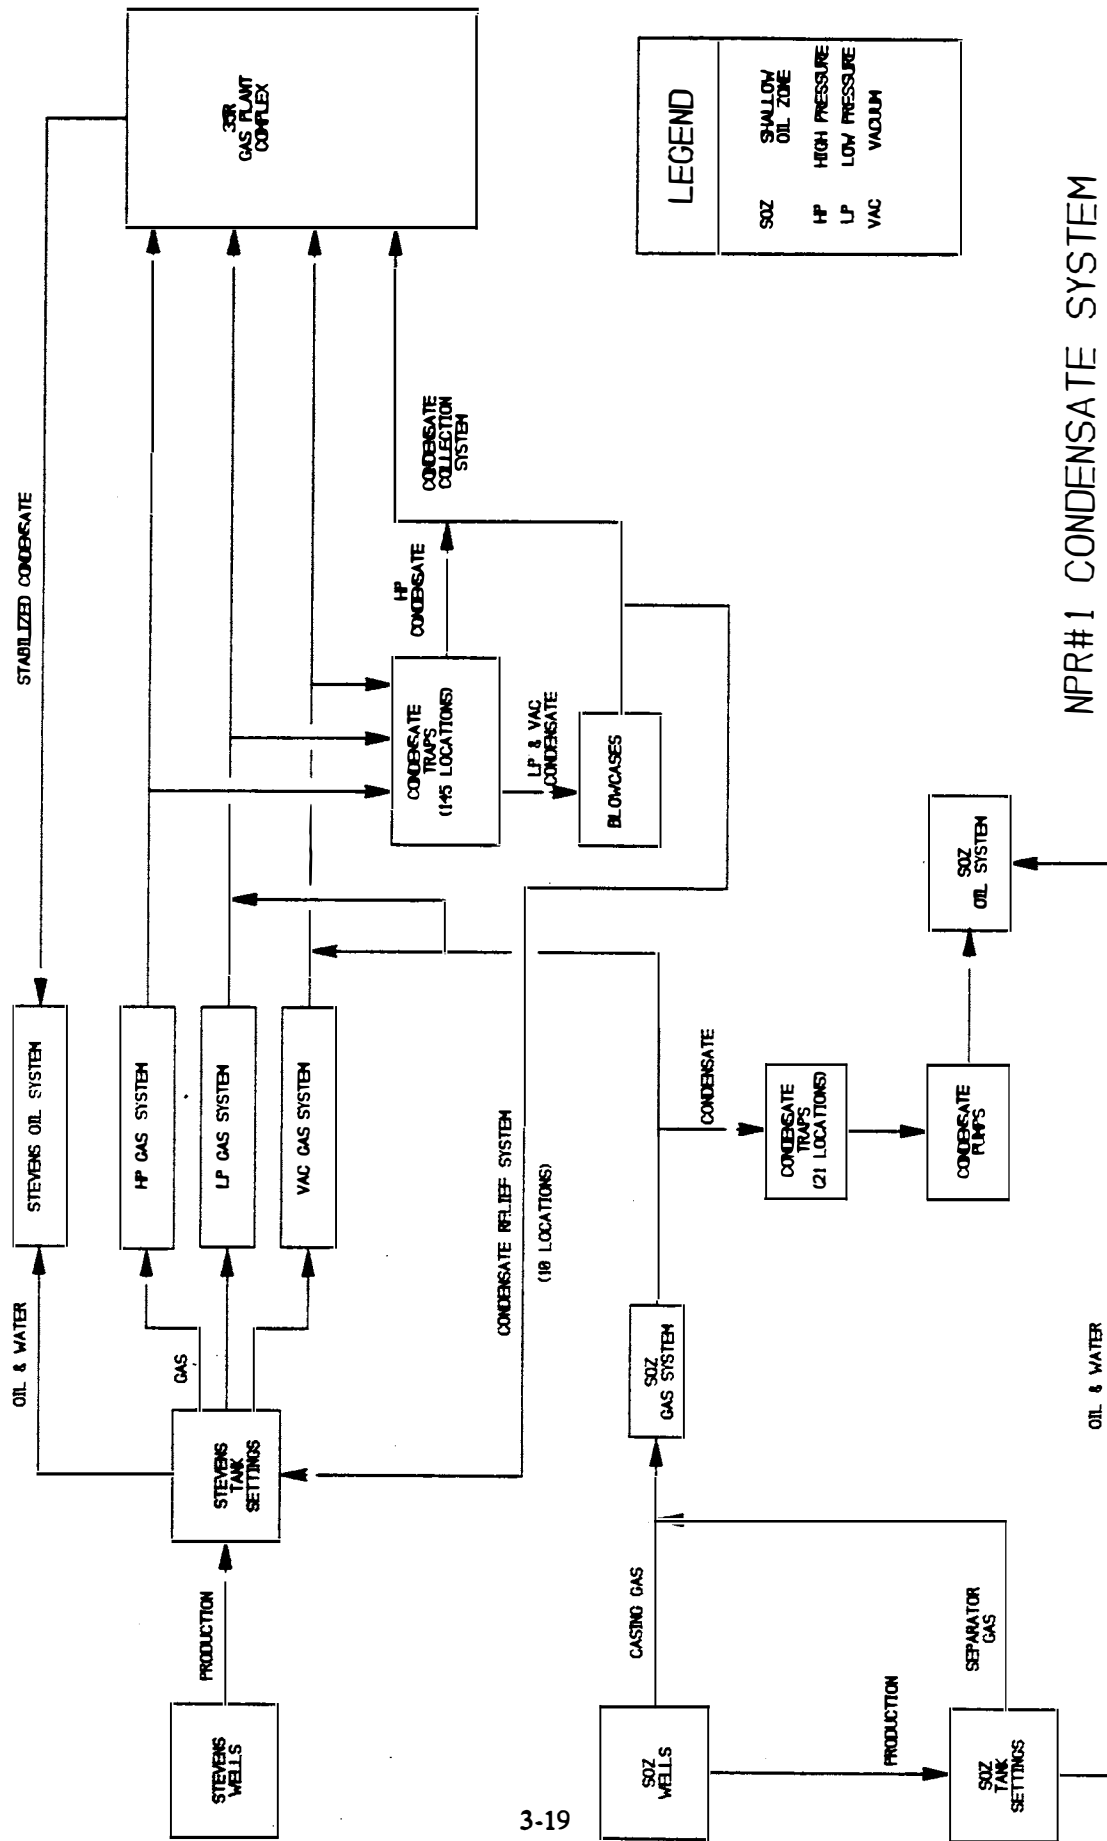 STABILIZED CONDENSATE
35R
GAS PLANT
COMPLEX
STEVENS OIL SYSTEM
OIL & WATER
HP GAS SYSTEM
LP GAS SYSTEM
VAC GAS SYSTEM
GAS
STEVENS
WELLS
PRODUCTION
STEVENS
TANK
SETTINGS
CONDENSATE
TRAPS
(145 LOCATIONS)
HP
CONDENSATE
CONDENSATE
COLLECTION
SYSTEM
LP & VAC
CONDENSATE
BLOWCASES
CONDENSATE RELIEF SYSTEM
(10 LOCATIONS)
SOZ
WELLS
CASING GAS
SOZ
GAS SYSTEM
CONDENSATE
CONDENSATE
TRAPS
(21 LOCATIONS)
CONDENSATE
PUMPS
SOZ
OIL SYSTEM
PRODUCTION
SEPARATOR
GAS
SOZ
TANK
SETTINGS
OIL & WATER
LEGEND
SOZ SHALLOW
OIL ZONE
HP HIGH PRESSURE
LP LOW PRESSURE
VAC VACUUM
NPR#1 CONDENSATE SYSTEM
3-19